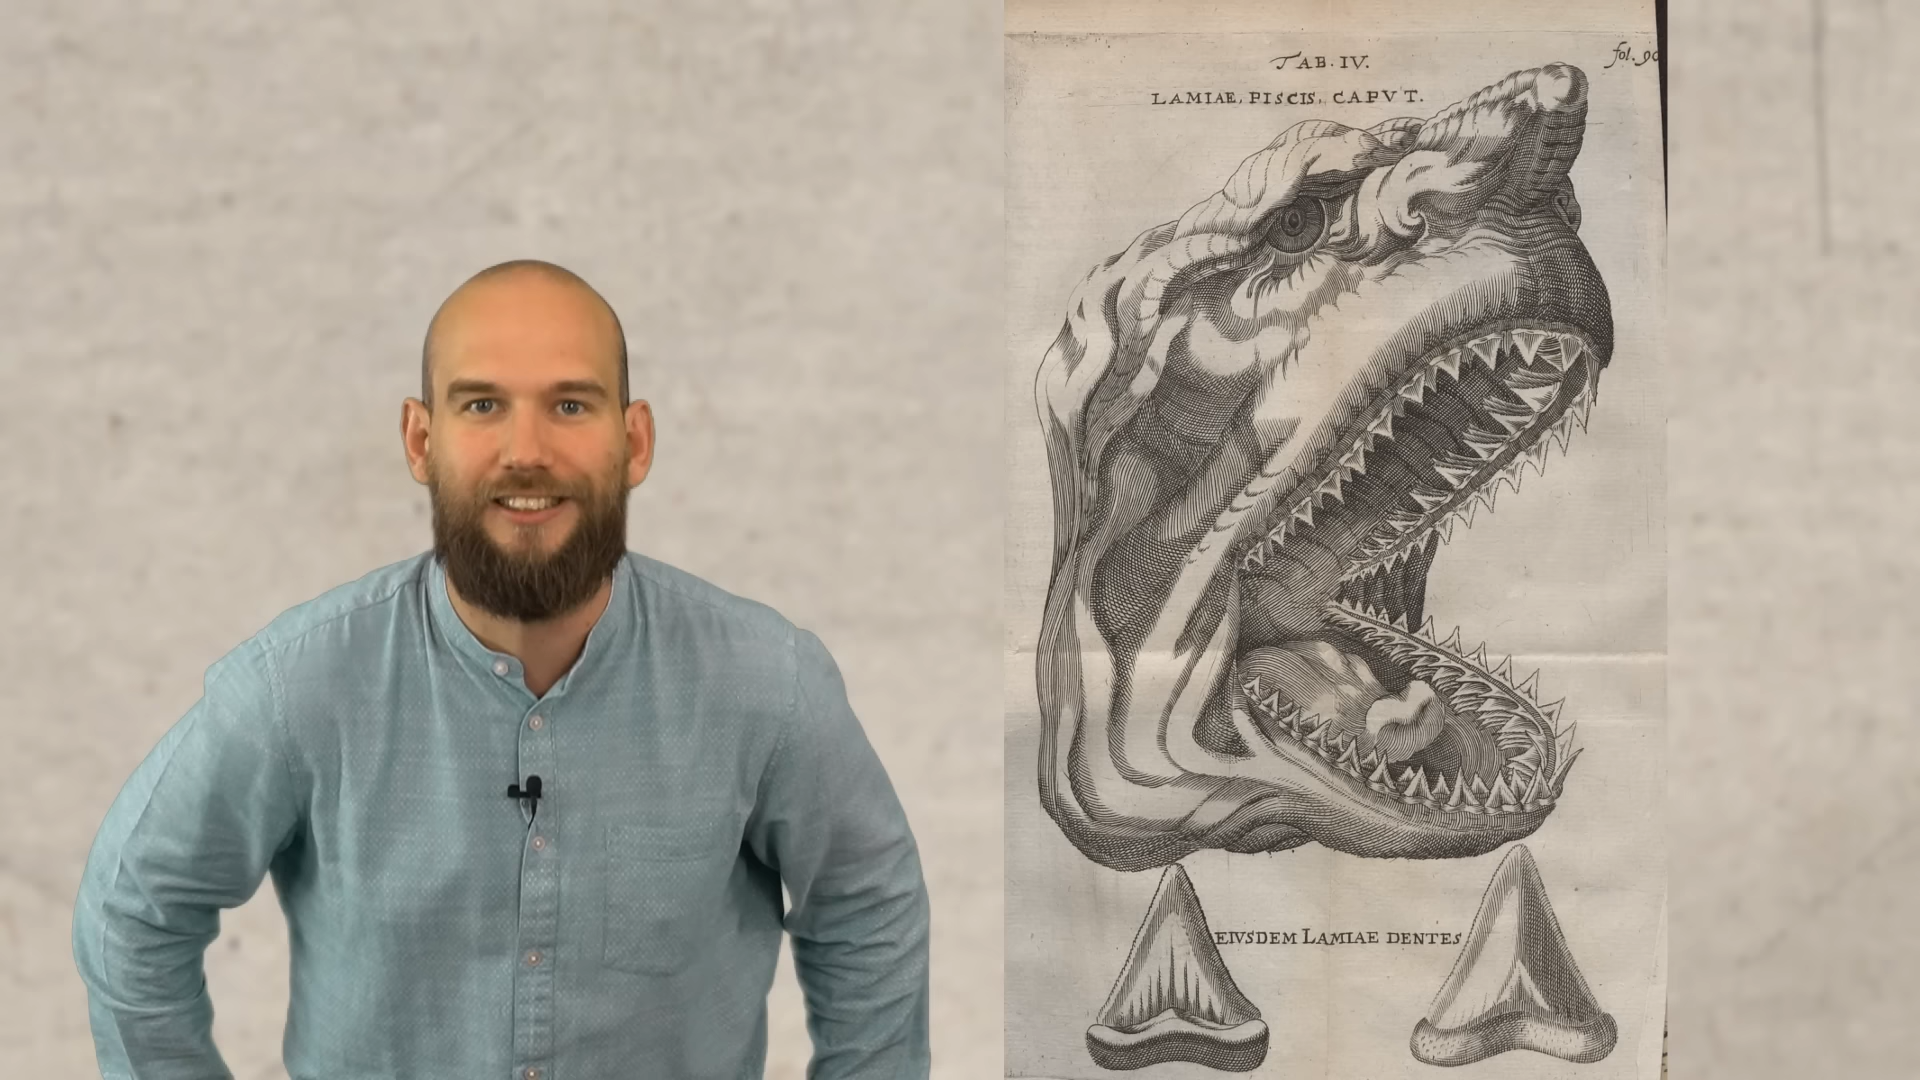 TAB. IV.
fol. 90
LAMIAE, PISCIS, CAPVT.
EIVSDEM LAMIAE DENTES